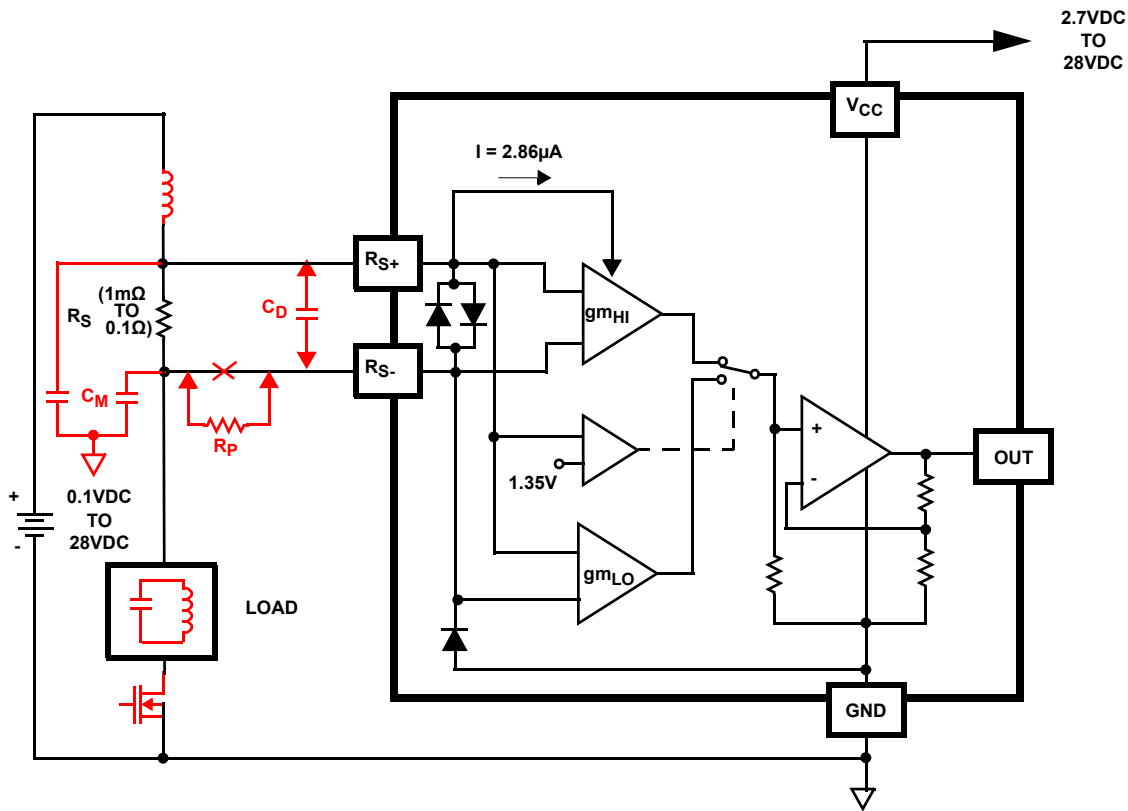 2.7VDC
TO
28VDC
VCC
I = 2.86µA
RS+
gmHI
RS
(1mΩ
TO
0.1Ω)
CD
RS-
CM
RP
1.35V
+
-
OUT
+
-
0.1VDC
TO
28VDC
gmLO
LOAD
GND